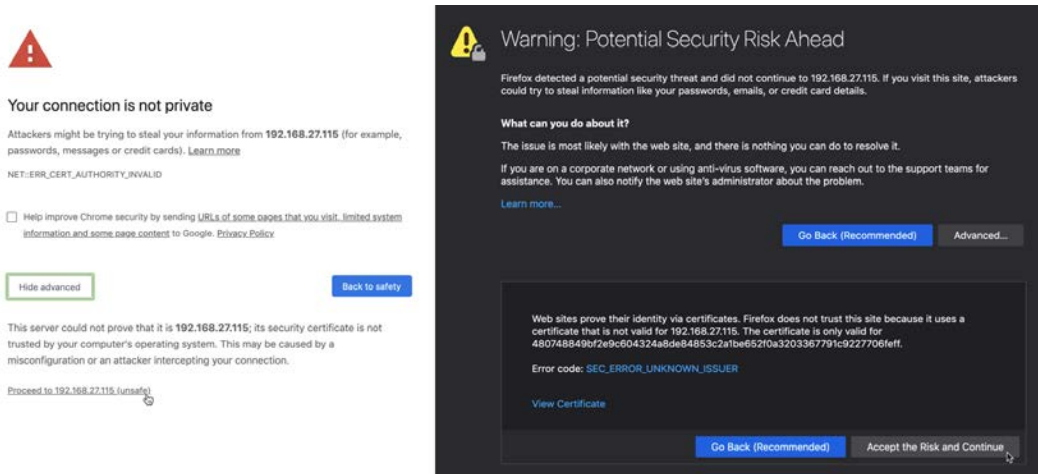 Your connection is not private
Attackers might be trying to steal your information from 192.168.27.115 (for example,
passwords, messages or credit cards). Learn more
NET::ERR_CERT_AUTHORITY_INVALID
Help improve Chrome security by sending URLs of some pages that you visit, limited system
information and some page content to Google. Privacy Policy
Hide advanced
Back to safety
This server could not prove that it is 192.168.27.115; its security certificate is not
trusted by your computer's operating system. This may be caused by a
misconfiguration or an attacker intercepting your connection.
Proceed to 192.168.27.115 (unsafe)
Warning: Potential Security Risk Ahead
Firefox detected a potential security threat and did not continue to 192.168.27.115. If you visit this site, attackers
could try to steal information like your passwords, emails, or credit card details.
What can you do about it?
The issue is most likely with the web site, and there is nothing you can do to resolve it.
If you are on a corporate network or using anti-virus software, you can reach out to the support teams for
assistance. You can also notify the web site's administrator about the problem.
Learn more...
Go Back (Recommended)
Advanced...
Web sites prove their identity via certificates. Firefox does not trust this site because it uses a
certificate that is not valid for 192.168.27.115. The certificate is only valid for
480748849bf2e9c604324a8de84853c2a1be652f0a3203367791c9227706feff.
Error code: SEC_ERROR_UNKNOWN_ISSUER
View Certificate
Go Back (Recommended)
Accept the Risk and Continue